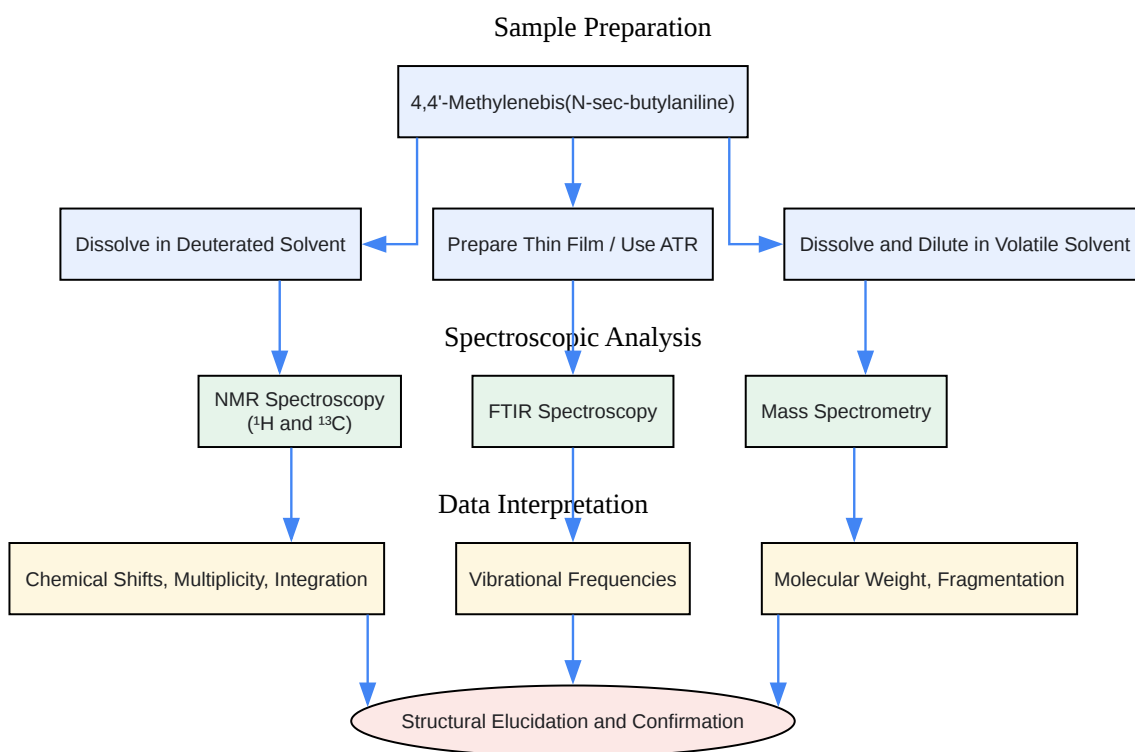 Sample Preparation
4,4'-Methylenebis(N-sec-butylaniline)
Dissolve in Deuterated Solvent
Prepare Thin Film / Use ATR
Dissolve and Dilute in Volatile Solvent
Spectroscopic Analysis
NMR Spectroscopy
(¹H and ¹³C)
FTIR Spectroscopy
Mass Spectrometry
Data Interpretation
Chemical Shifts, Multiplicity, Integration
Vibrational Frequencies
Molecular Weight, Fragmentation
Structural Elucidation and Confirmation